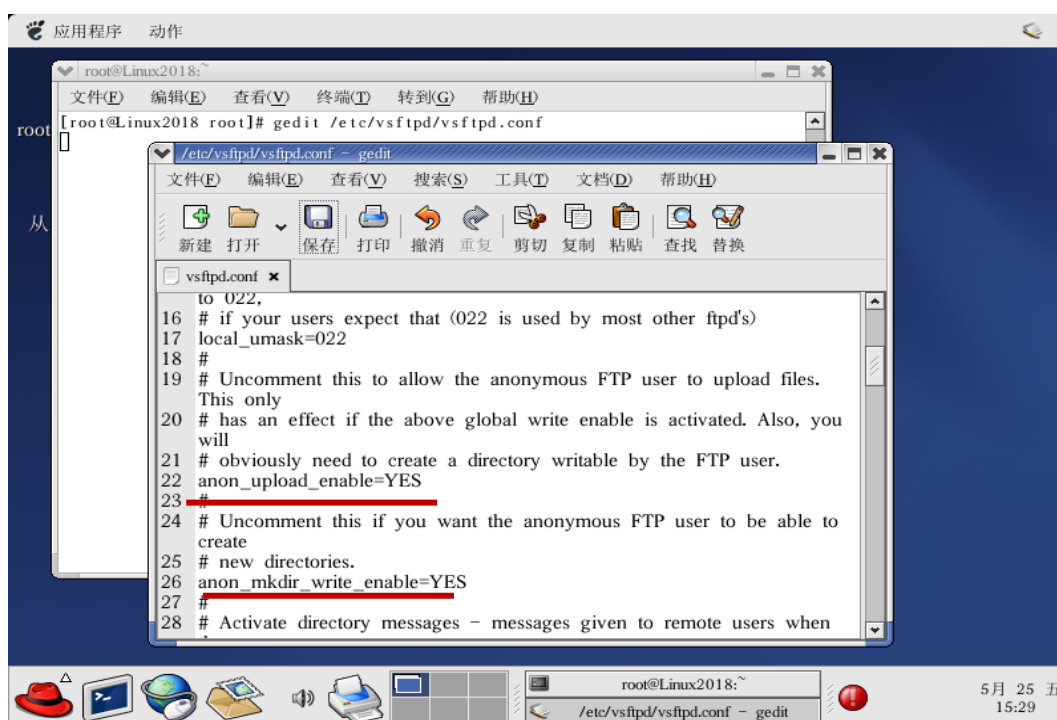 应用程序 动作
root@Linux2018:~
文件(F) 编辑(E) 查看(V) 终端(T) 转到(G) 帮助(H)
[root@Linux2018 root]# gedit /etc/vsftpd/vsftpd.conf
root
从
/etc/vsftpd/vsftpd.conf - gedit
文件(F) 编辑(E) 查看(V) 搜索(S) 工具(T) 文档(D) 帮助(H)
新建 打开 保存 打印 撤消 重复 剪切 复制 粘贴 查找 替换
vsftpd.conf
to 022,
16 # if your users expect that (022 is used by most other ftpd's)
17 local_umask=022
18 #
19 # Uncomment this to allow the anonymous FTP user to upload files.
This only
20 # has an effect if the above global write enable is activated. Also, you
will
21 # obviously need to create a directory writable by the FTP user.
22 anon_upload_enable=YES
23 #
24 # Uncomment this if you want the anonymous FTP user to be able to
create
25 # new directories.
26 anon_mkdir_write_enable=YES
27 #
28 # Activate directory messages - messages given to remote users when
root@Linux2018:~
/etc/vsftpd/vsftpd.conf - gedit
5月 25 五
15:29